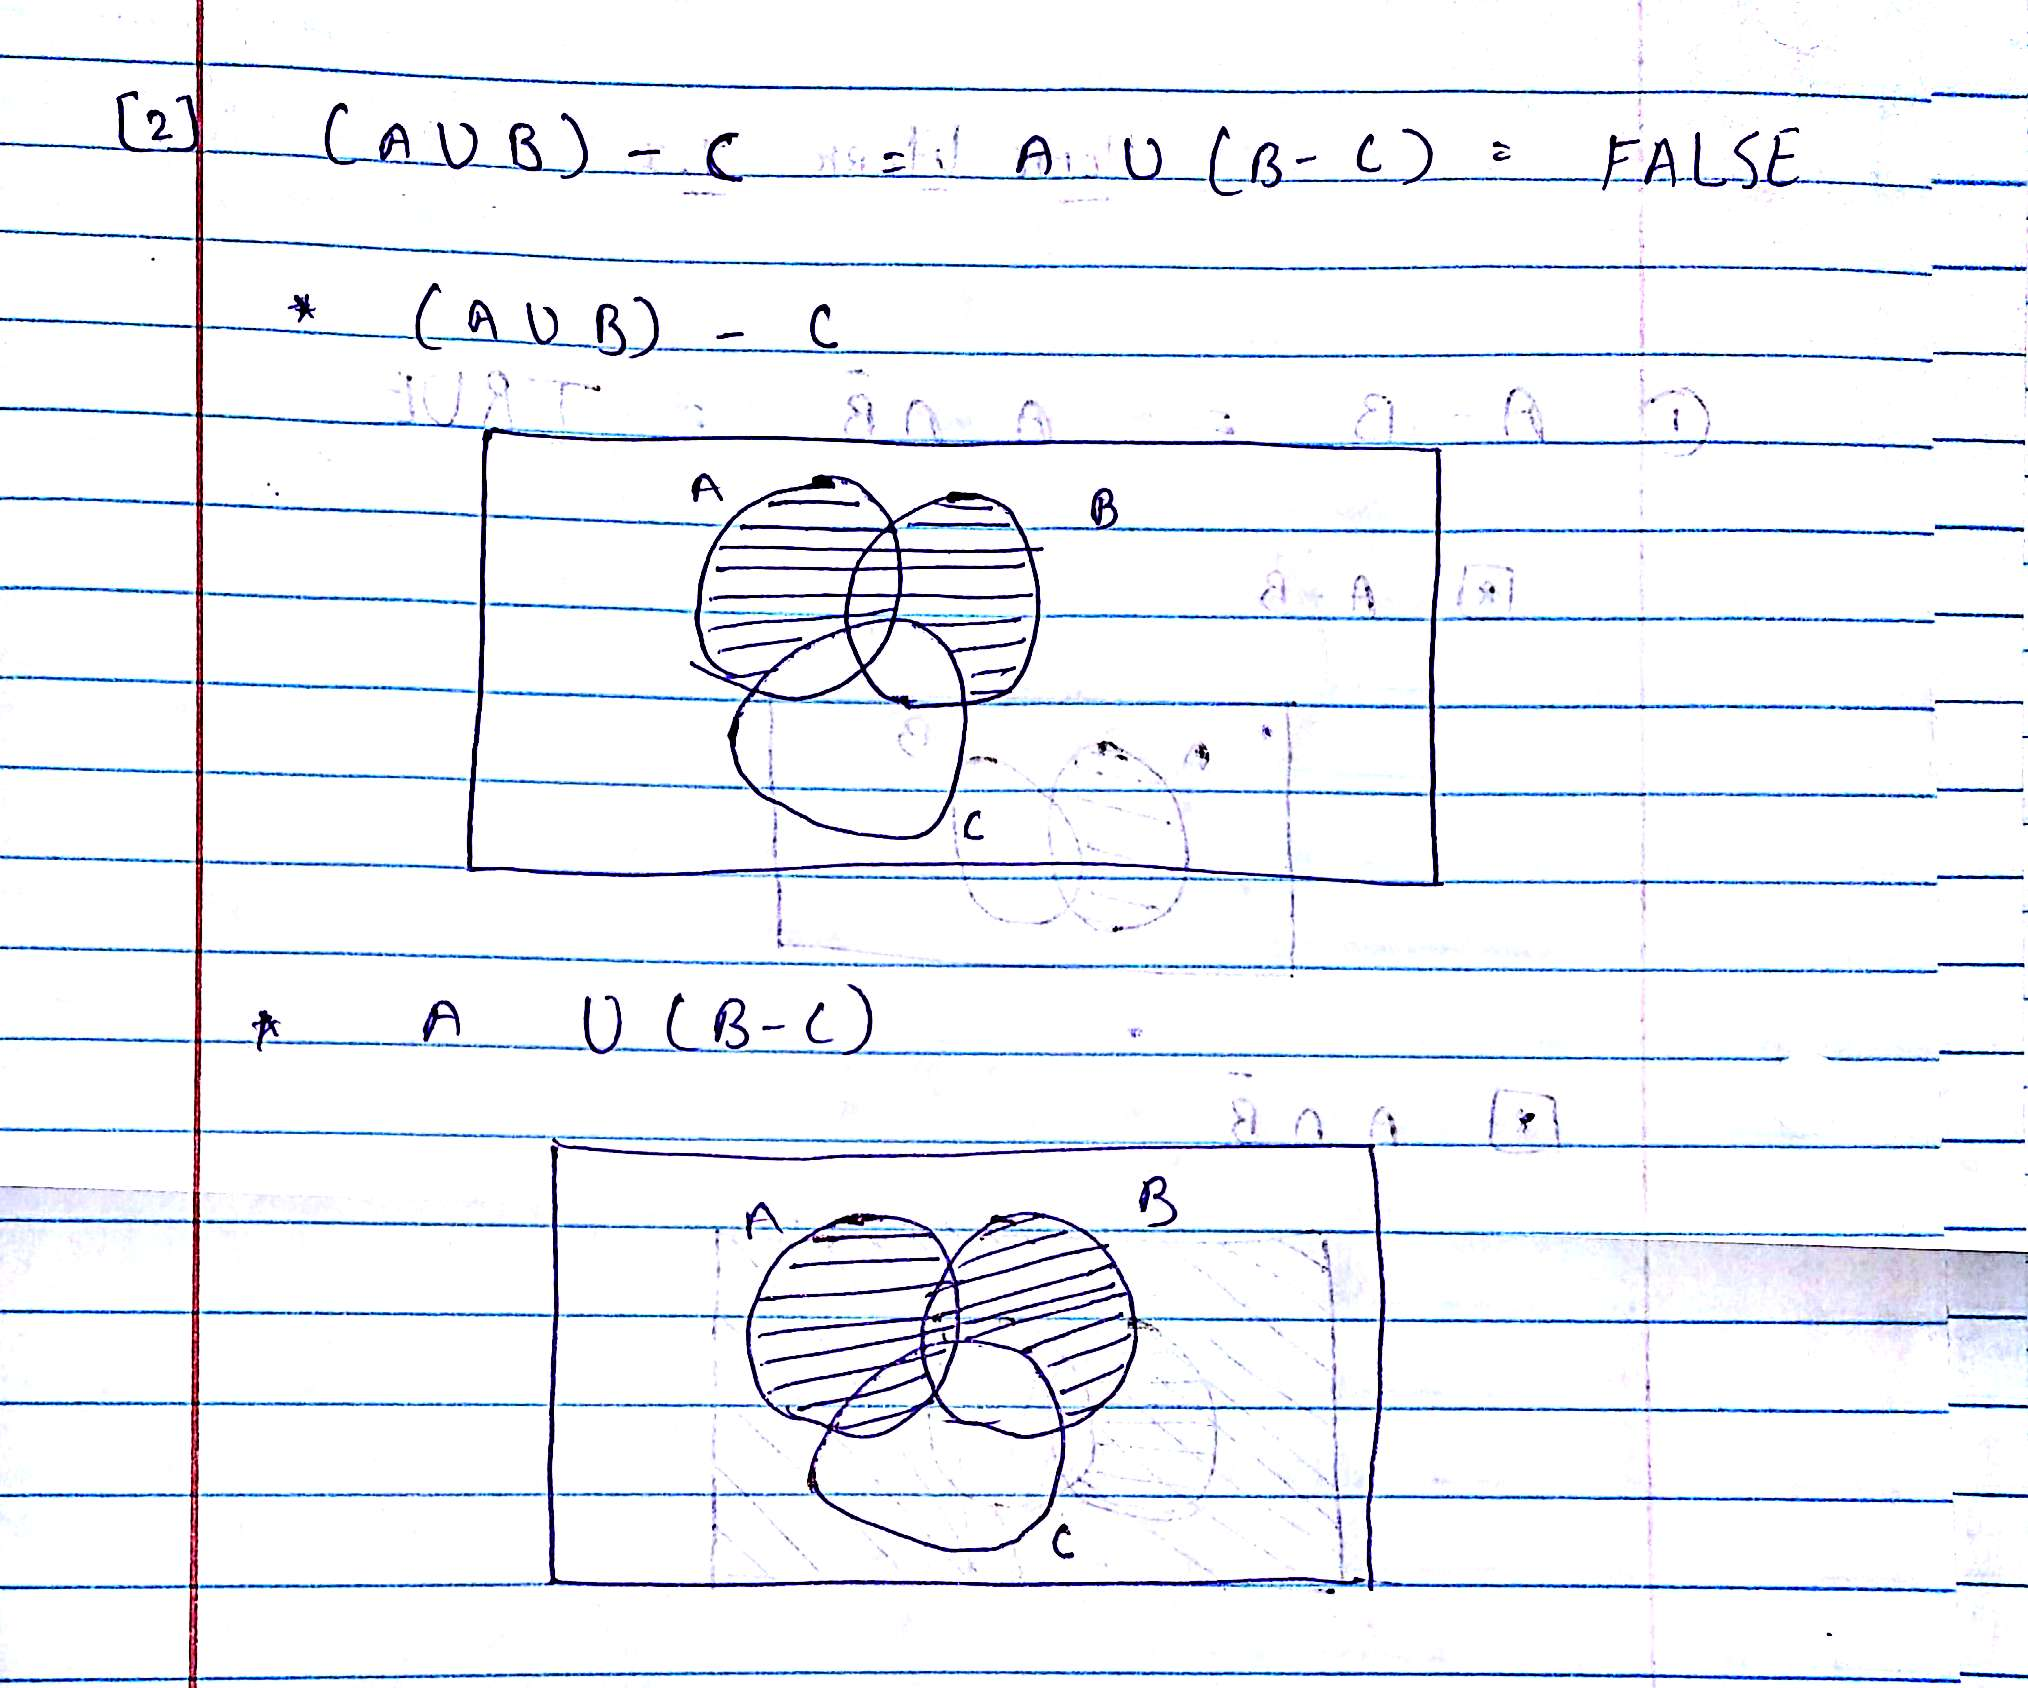 [2] (A U B) - C = A U (B - C) = FALSE
* (A U B) - C
A B
C
* A U (B - C)
A B
C